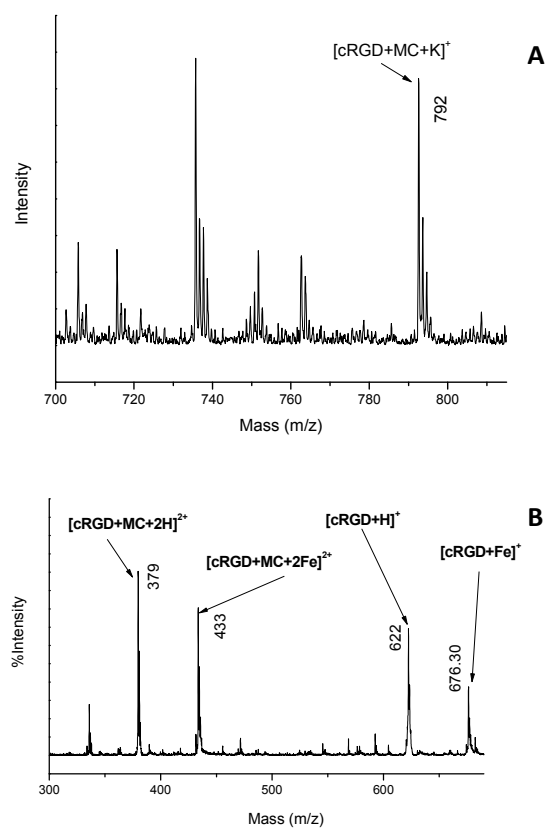 A
[cRGD+MC+K]⁺
792
Intensity
700 720 740 760 780 800
Mass (m/z)
B
[cRGD+MC+2H]²⁺
[cRGD+H]⁺
[cRGD+MC+2Fe]²⁺
[cRGD+Fe]⁺
379
433
622
676.30
%Intensity
300 400 500 600
Mass (m/z)